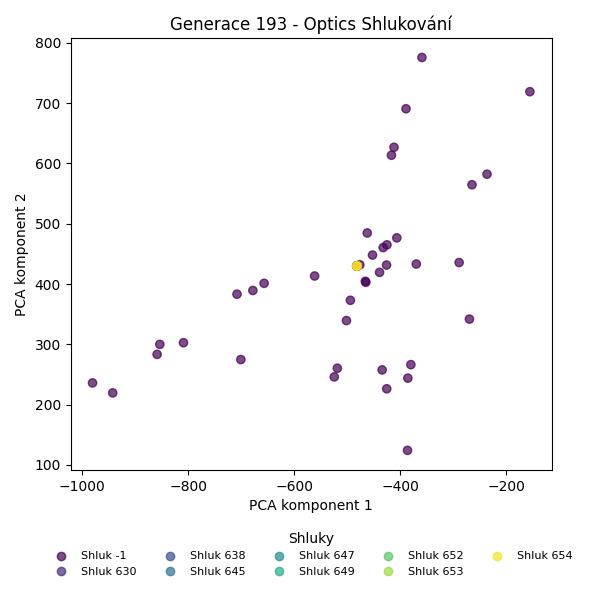 Generace 193 - Optics Shlukování
PCA komponent 2
800
700
600
500
400
300
200
100
−1000
−800
−600
−400
−200
PCA komponent 1
Shluky
Shluk -1
Shluk 638
Shluk 647
Shluk 652
Shluk 654
Shluk 630
Shluk 645
Shluk 649
Shluk 653